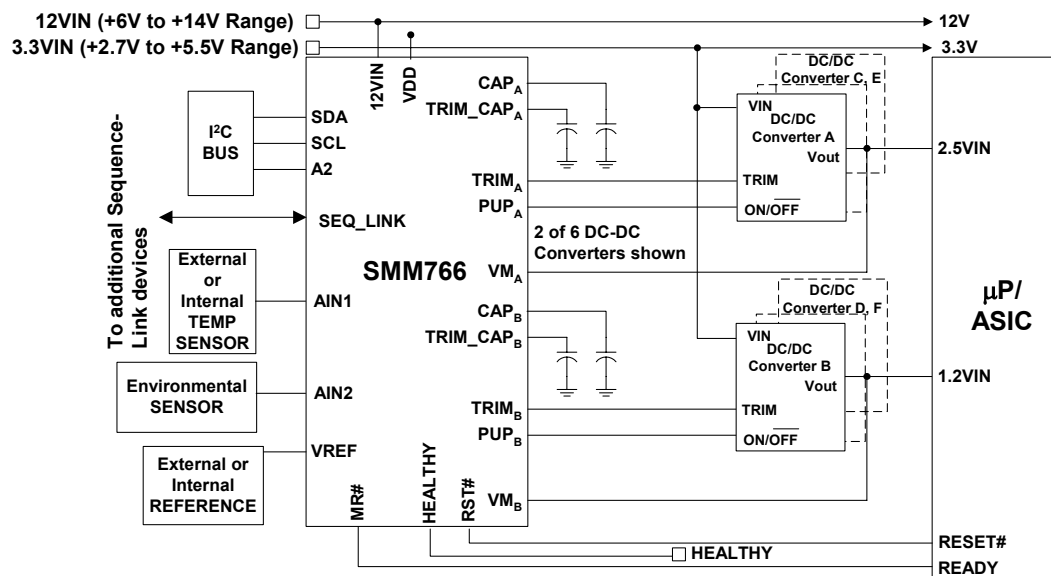 12VIN (+6V to +14V Range)
12V
3.3VIN (+2.7V to +5.5V Range)
3.3V
12VIN
VDD
I²C
BUS
SDA
SCL
A2
To additional Sequence-
Link devices
SEQ_LINK
External
or
Internal
TEMP
SENSOR
AIN1
Environmental
SENSOR
AIN2
External or
Internal
REFERENCE
VREF
SMM766
CAPA
TRIM_CAPA
TRIMA
PUPA
2 of 6 DC-DC
Converters shown
VMA
CAPB
TRIM_CAPB
TRIMB
PUPB
VMB
MR#
HEALTHY
RST#
DC/DC
Converter C, E
VIN
DC/DC
Converter A
Vout
TRIM
ON/OFF
DC/DC
Converter D, F
VIN
DC/DC
Converter B
Vout
TRIM
ON/OFF
2.5VIN
µP/
ASIC
1.2VIN
HEALTHY
RESET#
READY